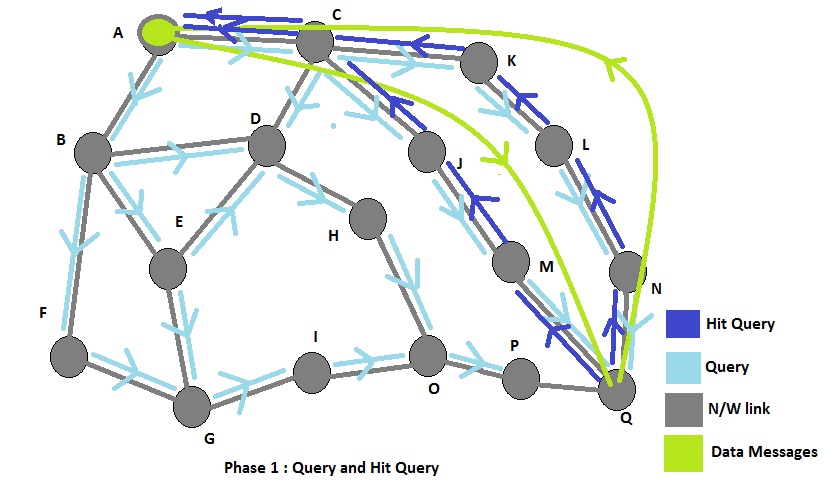 C
A
K
D
B
L
J
E
H
M
N
F
I
P
O
Q
G
Hit Query
Query
N/W link
Data Messages
Phase 1 : Query and Hit Query